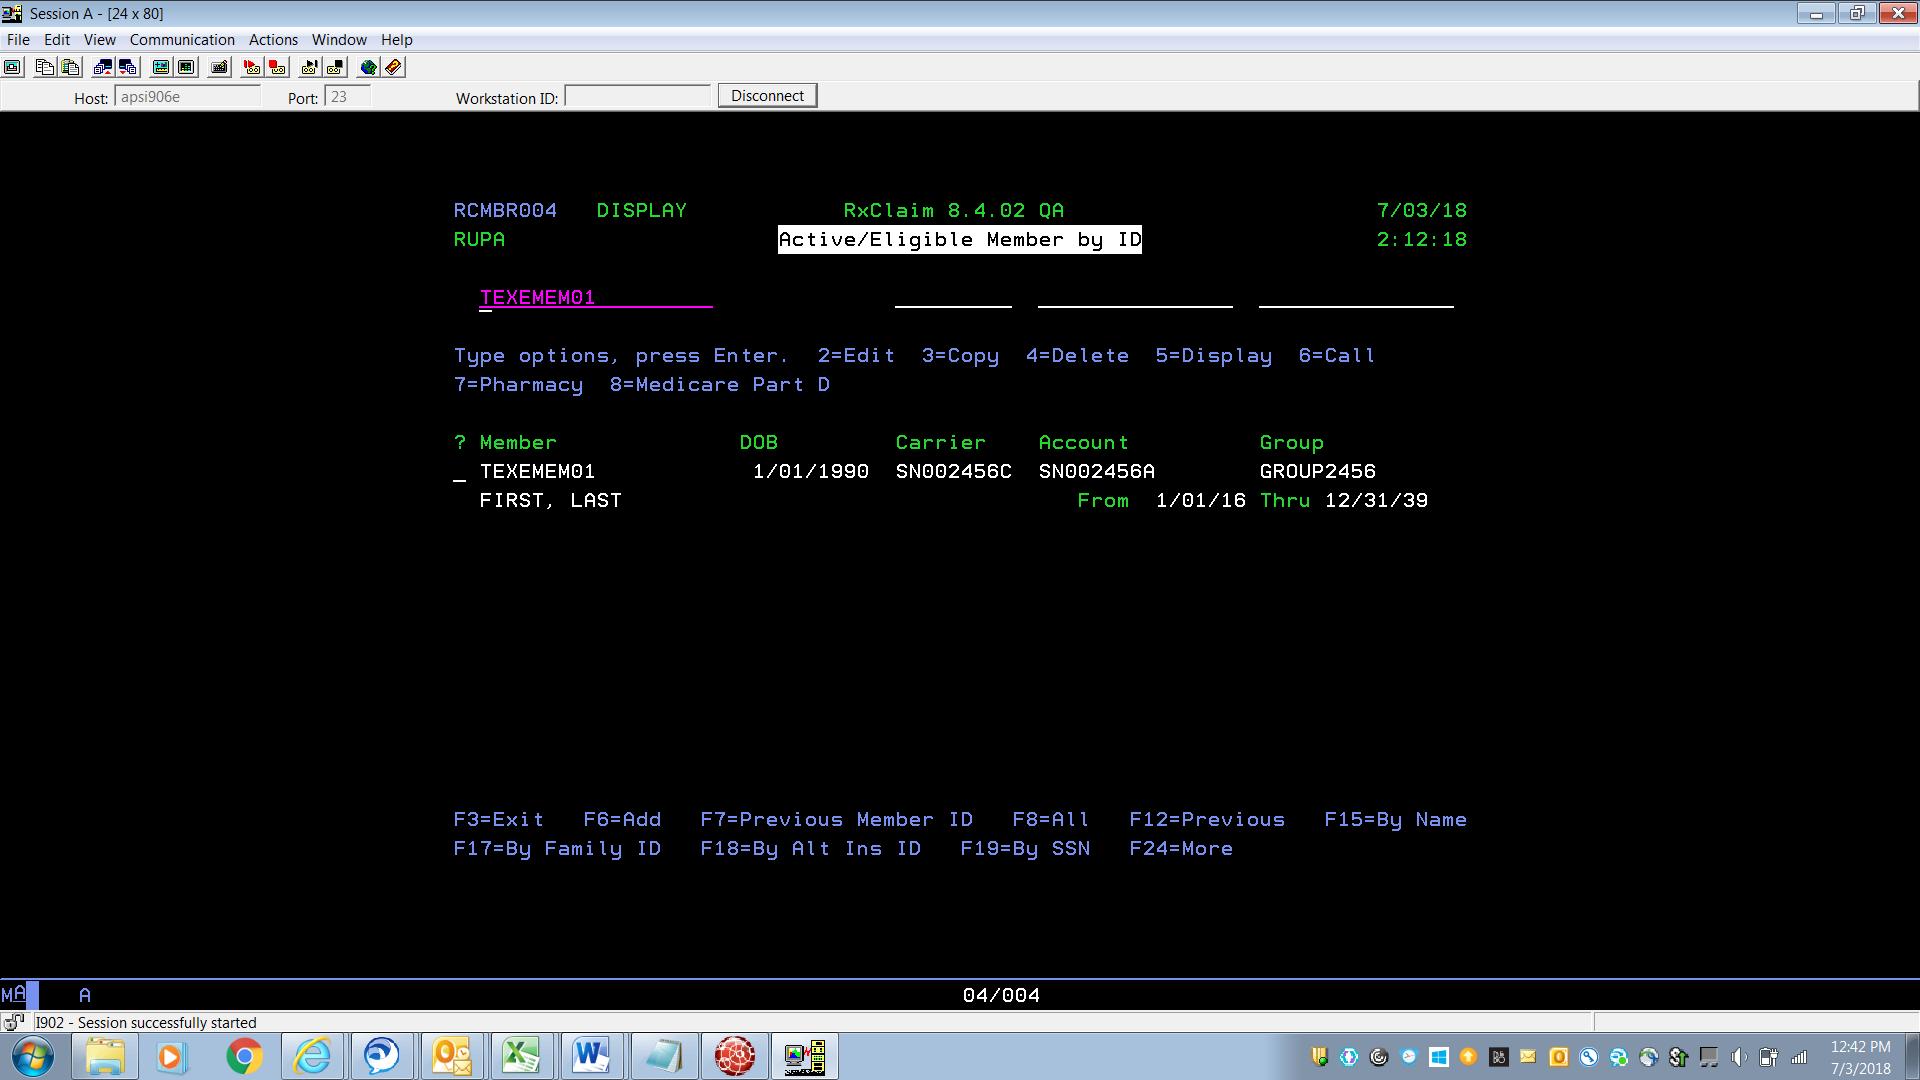 Session A - [24 x 80]
File Edit View Communication Actions Window Help
Host: apsi906e Port: 23 Workstation ID: Disconnect
RCMBR004 DISPLAY RxClaim 8.4.02 QA 7/03/18
RUPA Active/Eligible Member by ID 2:12:18
TEXEMEM01
Type options, press Enter. 2=Edit 3=Copy 4=Delete 5=Display 6=Call
7=Pharmacy 8=Medicare Part D
? Member DOB Carrier Account Group
_ TEXEMEM01 1/01/1990 SN002456C SN002456A GROUP2456
FIRST, LAST From 1/01/16 Thru 12/31/39
F3=Exit F6=Add F7=Previous Member ID F8=All F12=Previous F15=By Name
F17=By Family ID F18=By Alt Ins ID F19=By SSN F24=More
MA A 04/004
I902 - Session successfully started
12:42 PM
7/3/2018